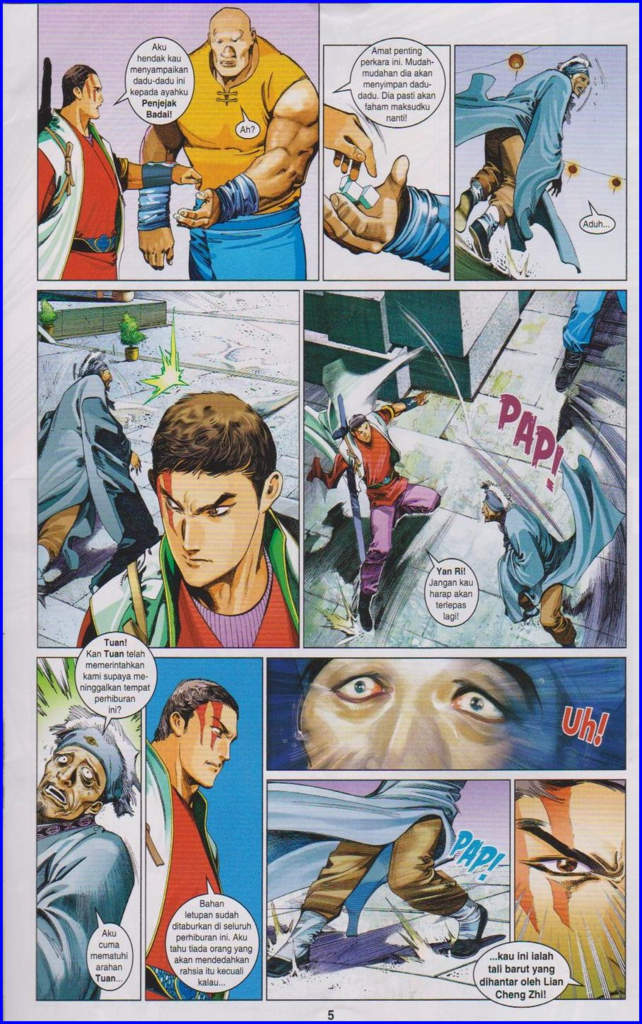 Aku
hendak kau
menyampaikan
dadu-dadu ini
kepada ayahku
Penjejak
Badai!
Ah?
Amat penting
perkara ini. Mudah-
mudahan dia akan
menyimpan dadu-
dadu. Dia pasti akan
faham maksudku
nanti!
Aduh...
PAP!
Yan Ri!
Jangan kau
harap akan
terlepas
lagi!
Tuan!
Kan Tuan telah
memerintahkan
kami supaya me-
ninggalkan tempat
perhiburan
ini?
Aku
cuma
mematuhi
arahan
Tuan...
Bahan
letupan sudah
ditaburkan di seluruh
perhiburan ini. Aku
tahu tiada orang yang
akan mendedahkan
rahsia itu kecuali
kalau...
Uh!
PAP!
...kau ini ialah
tali barut yang
dihantar oleh Lian
Cheng Zhi!
5